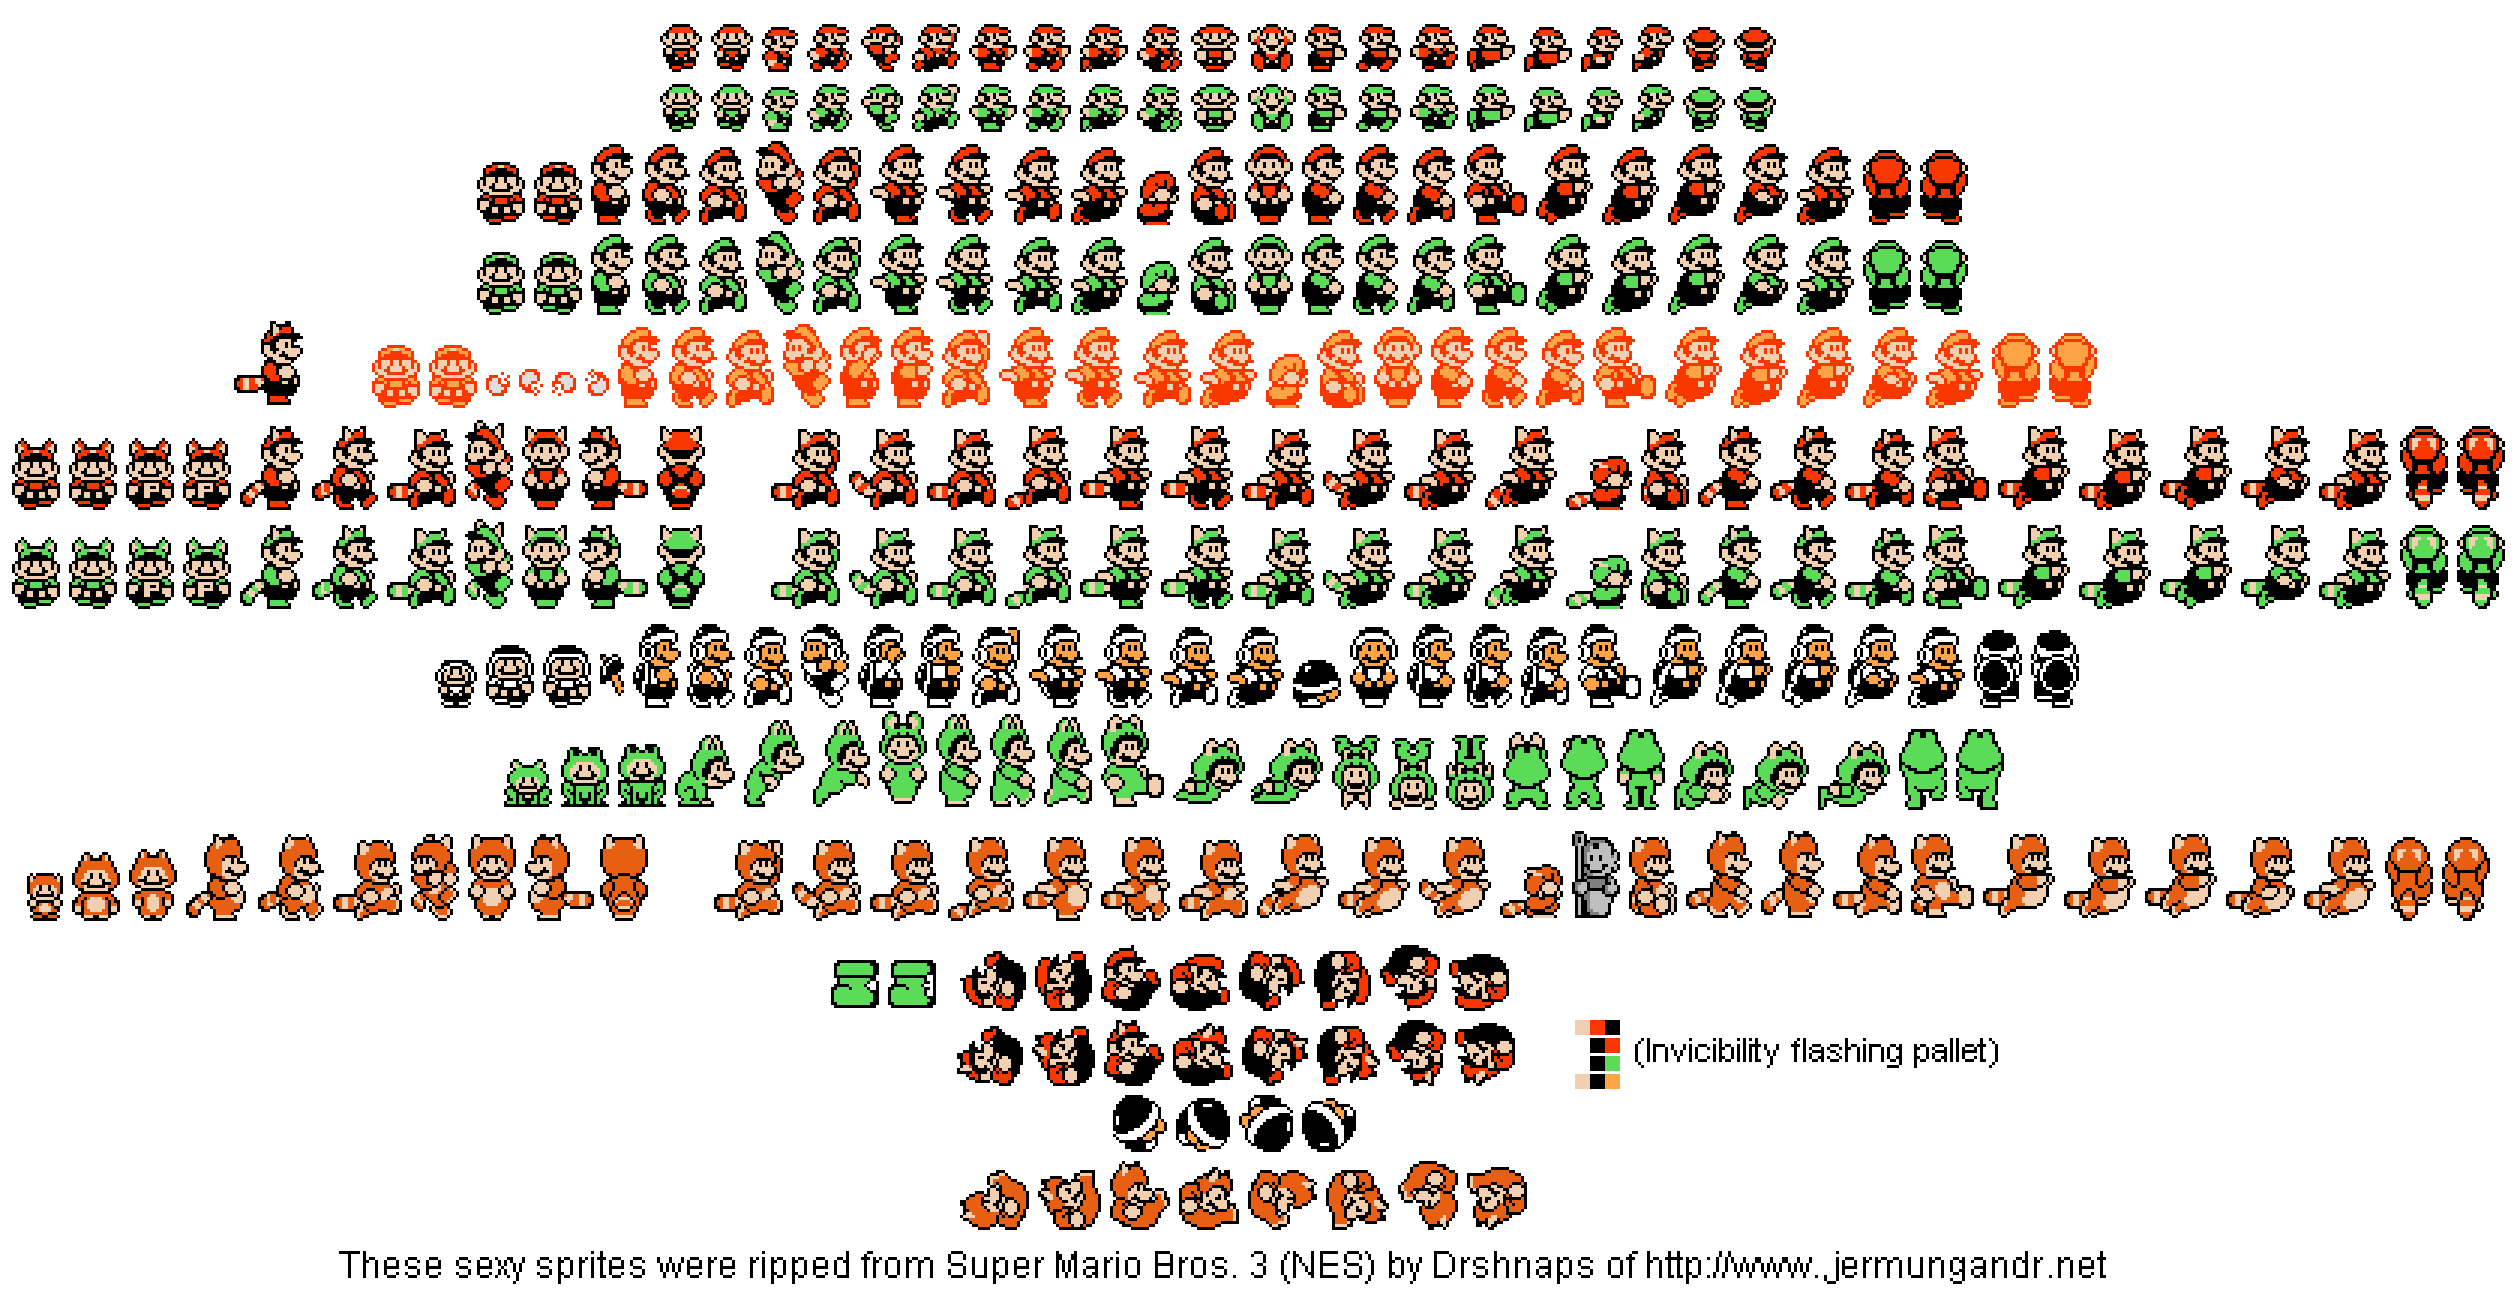 (Invicibility flashing pallet)
These sexy sprites were ripped from Super Mario Bros. 3 (NES) by Drshnaps of http://www.jermungandr.net